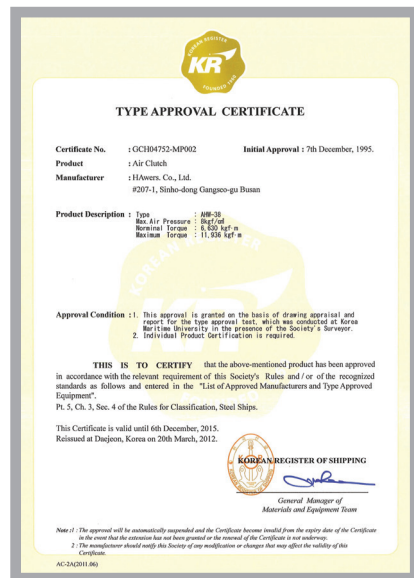 KOREAN REGISTER
KR
FOUNDED 1960
TYPE APPROVAL CERTIFICATE
Certificate No. : GCH04752-MP002 Initial Approval : 7th December, 1995.
Product : Air Clutch
Manufacturer : HAwers. Co., Ltd.
#207-1, Sinho-dong Gangseo-gu Busan
Product Description : Type : AHW-38
Max.Air Pressure : 8kgf/㎠
Norminal Torque : 6,630 kgf·m
Maximum Torque : 11,936 kgf·m
Approval Condition :1. This approval is granted on the basis of drawing appraisal and
report for the type approval test, which was conducted at Korea
Maritime University in the presence of the Society's Surveyor.
2. Individual Product Certification is required.
THIS IS TO CERTIFY that the above-mentioned product has been approved
in accordance with the relevant requirement of this Society's Rules and / or of the recognized
standards as follows and entered in the "List of Approved Manufacturers and Type Approved
Equipment".
Pt. 5, Ch. 3, Sec. 4 of the Rules for Classification, Steel Ships.
This Certificate is valid until 6th December, 2015.
Reissued at Daejeon, Korea on 20th March, 2012.
KOREAN REGISTER OF SHIPPING
General Manager of
Materials and Equipment Team
Note :1 : The approval will be automatically suspended and the Certificate become invalid from the expiry date of the Certificate
in the event that the extension has not been granted or the renewal of the Certificate is not underway.
2 : The manufacturer should notify this Society of any modification or changes that may affect the validity of this
Certificate.
AC-2A(2011.06)